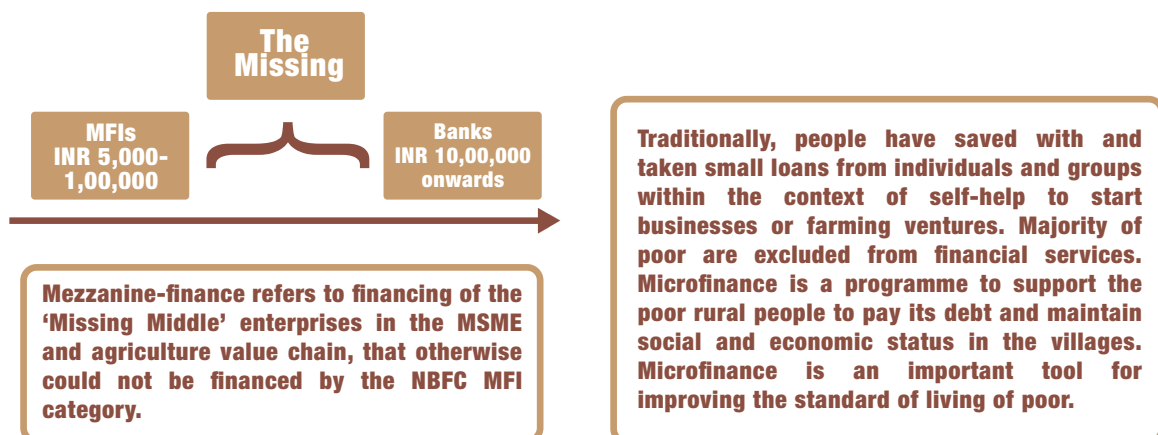 The
Missing
MFIs
INR 5,000-
1,00,000
Banks
INR 10,00,000
onwards
Mezzanine-finance refers to financing of the
‘Missing Middle’ enterprises in the MSME
and agriculture value chain, that otherwise
could not be financed by the NBFC MFI
category.
Traditionally, people have saved with and
taken small loans from individuals and groups
within the context of self-help to start
businesses or farming ventures. Majority of
poor are excluded from financial services.
Microfinance is a programme to support the
poor rural people to pay its debt and maintain
social and economic status in the villages.
Microfinance is an important tool for
improving the standard of living of poor.